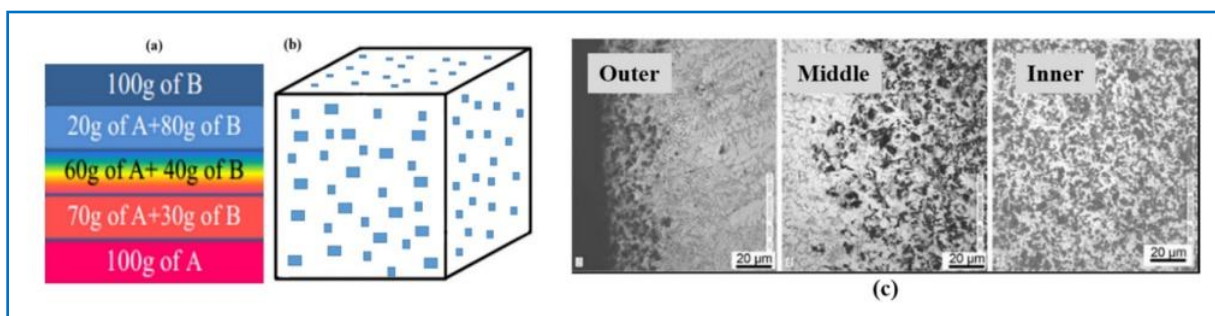 (a)
100g of B
20g of A+80g of B
60g of A+ 40g of B
70g of A+30g of B
100g of A
(b)
Outer
Middle
Inner
20 µm
20 µm
20 µm
(c)